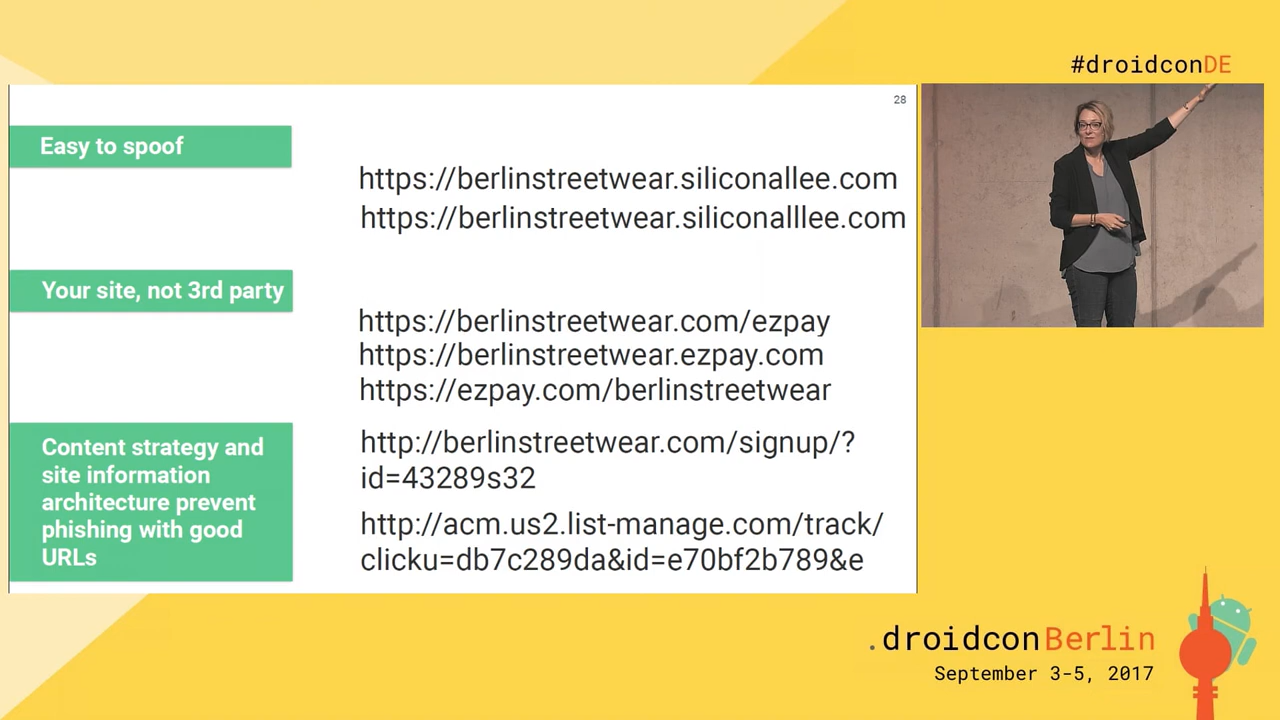 #droidconDE
28
Easy to spoof
https://berlinstreetwear.siliconallee.com
https://berlinstreetwear.siliconalllee.com
Your site, not 3rd party
https://berlinstreetwear.com/ezpay
https://berlinstreetwear.ezpay.com
https://ezpay.com/berlinstreetwear
Content strategy and
site information
architecture prevent
phishing with good
URLs
http://berlinstreetwear.com/signup/?
id=43289s32
http://acm.us2.list-manage.com/track/
clicku=db7c289da&id=e70bf2b789&e
.droidconBerlin
September 3-5, 2017